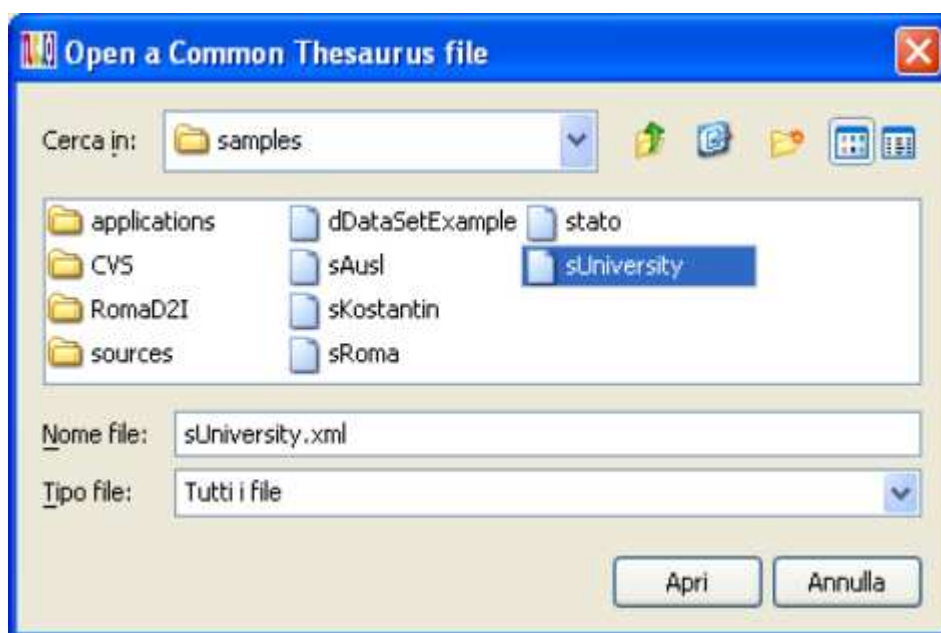 Open a Common Thesaurus file
Cerca in: samples
applications dDataSetExample stato
CVS sAusl sUniversity
RomaD2I sKostantin
sources sRoma
Nome file: sUniversity.xml
Tipo file: Tutti i file
Apri Annulla